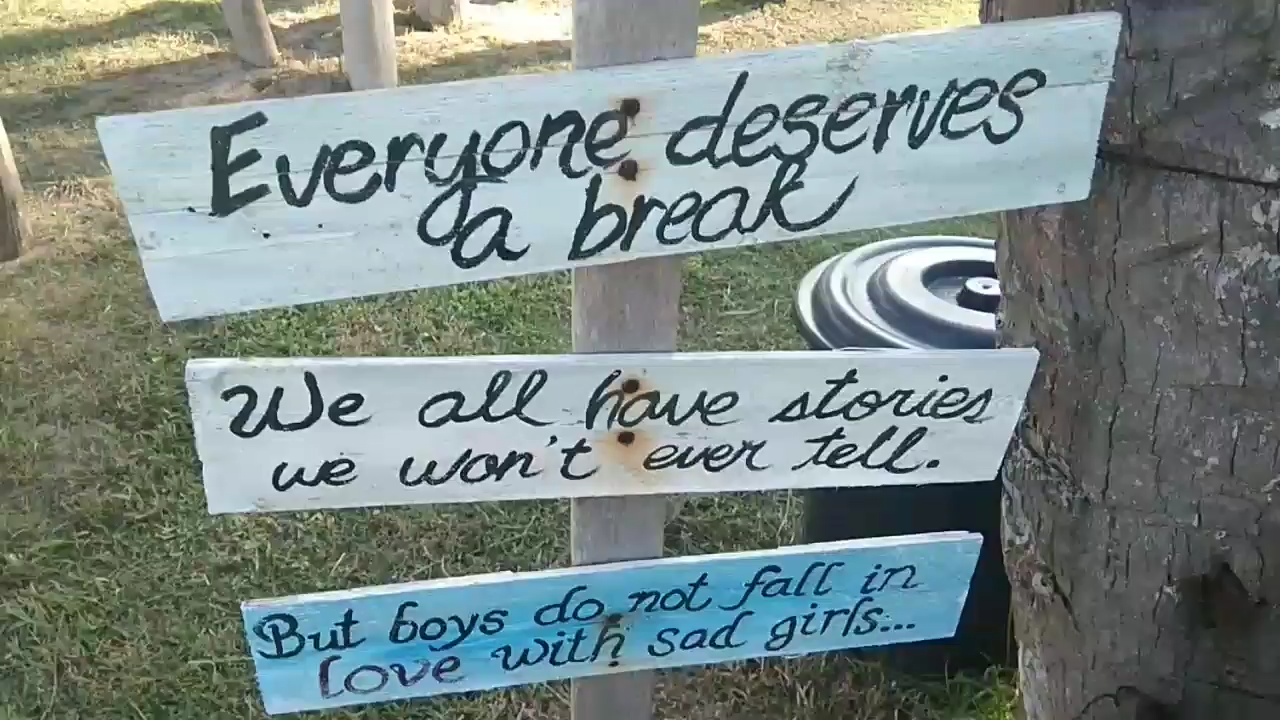 Everyone deserves
a break
We all have stories
we won't ever tell.
But boys do not fall in
love with sad girls...